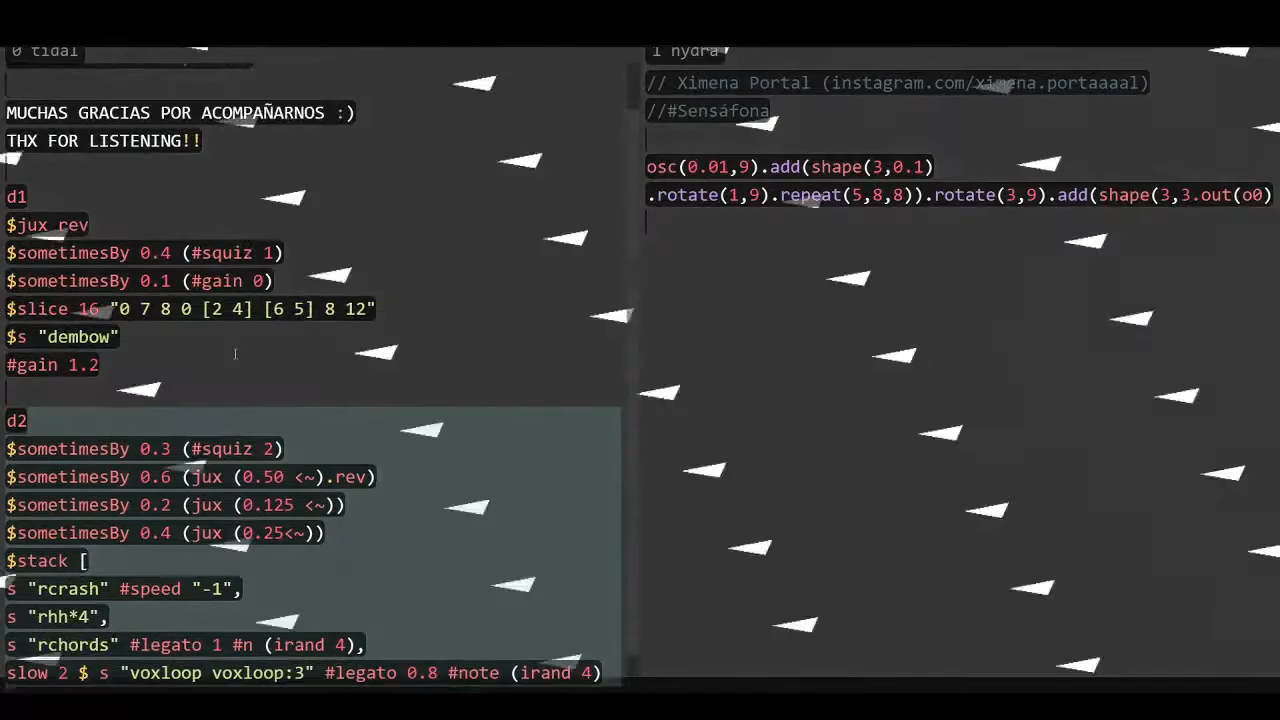 0 tidal
MUCHAS GRACIAS POR ACOMPAÑARNOS :)
THX FOR LISTENING!!
d1
$jux rev
$sometimesBy 0.4 (#squiz 1)
$sometimesBy 0.1 (#gain 0)
$slice 16 "0 7 8 0 [2 4] [6 5] 8 12"
$s "dembow"
#gain 1.2
d2
$sometimesBy 0.3 (#squiz 2)
$sometimesBy 0.6 (jux (0.50 <~).rev)
$sometimesBy 0.2 (jux (0.125 <~))
$sometimesBy 0.4 (jux (0.25<~))
$stack [
s "rcrash" #speed "-1",
s "rhh*4",
s "rchords" #legato 1 #n (irand 4),
slow 2 $ s "voxloop voxloop:3" #legato 0.8 #note (irand 4)
1 hydra
// Ximena Portal (instagram.com/ximena.portaaaal)
//#Sensáfona
osc(0.01,9).add(shape(3,0.1)
.rotate(1,9).repeat(5,8,8)).rotate(3,9).add(shape(3,3.out(o0)